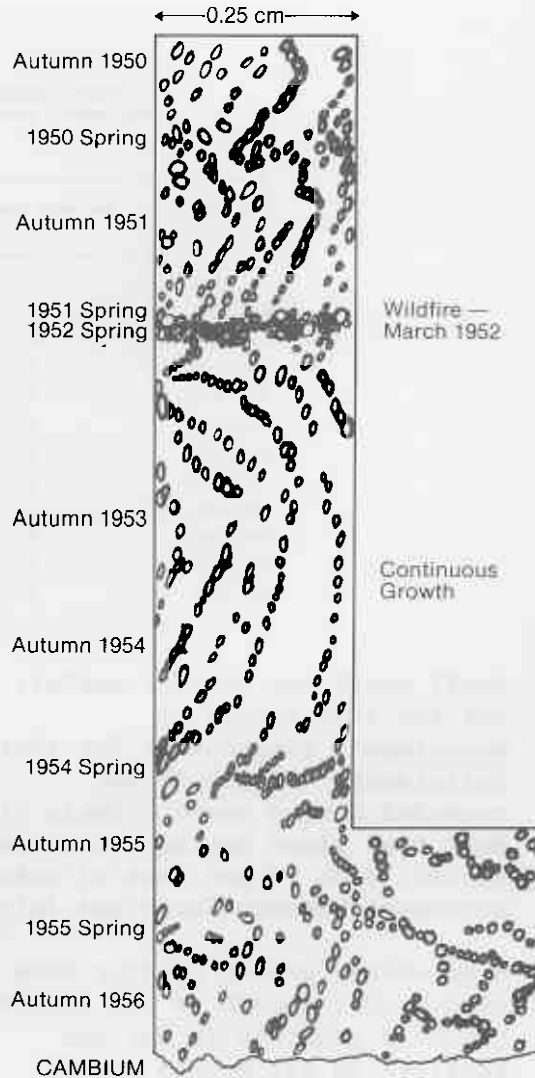 0.25 cm
Autumn 1950
1950 Spring
Autumn 1951
1951 Spring
1952 Spring
Wildfire —
March 1952
Autumn 1953
Continuous
Growth
Autumn 1954
1954 Spring
Autumn 1955
1955 Spring
Autumn 1956
CAMBIUM